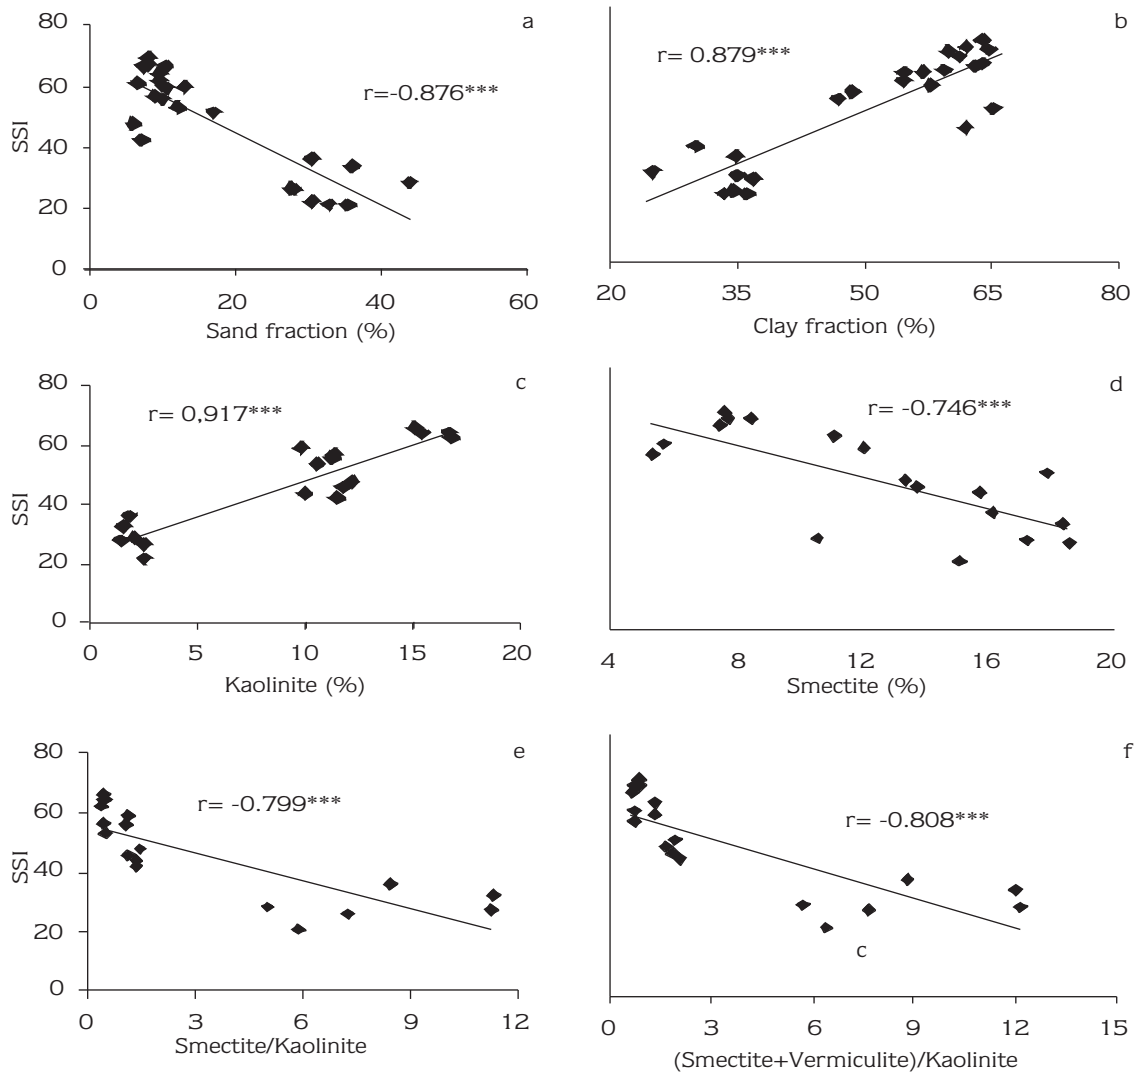 80
a
60
r=-0.876***
SSI
40
20
0
0 20 40 60
Sand fraction (%)
b
r= 0.879***
20 35 50 65 80
Clay fraction (%)
80
c
r= 0,917***
60
SSI
40
20
0
0 5 10 15 20
Kaolinite (%)
d
r= -0.746***
4 8 12 16 20
Smectite (%)
80
e
r= -0.799***
60
SSI
40
20
0
0 3 6 9 12
Smectite/Kaolinite
f
r= -0.808***
c
0 3 6 9 12 15
(Smectite+Vermiculite)/Kaolinite